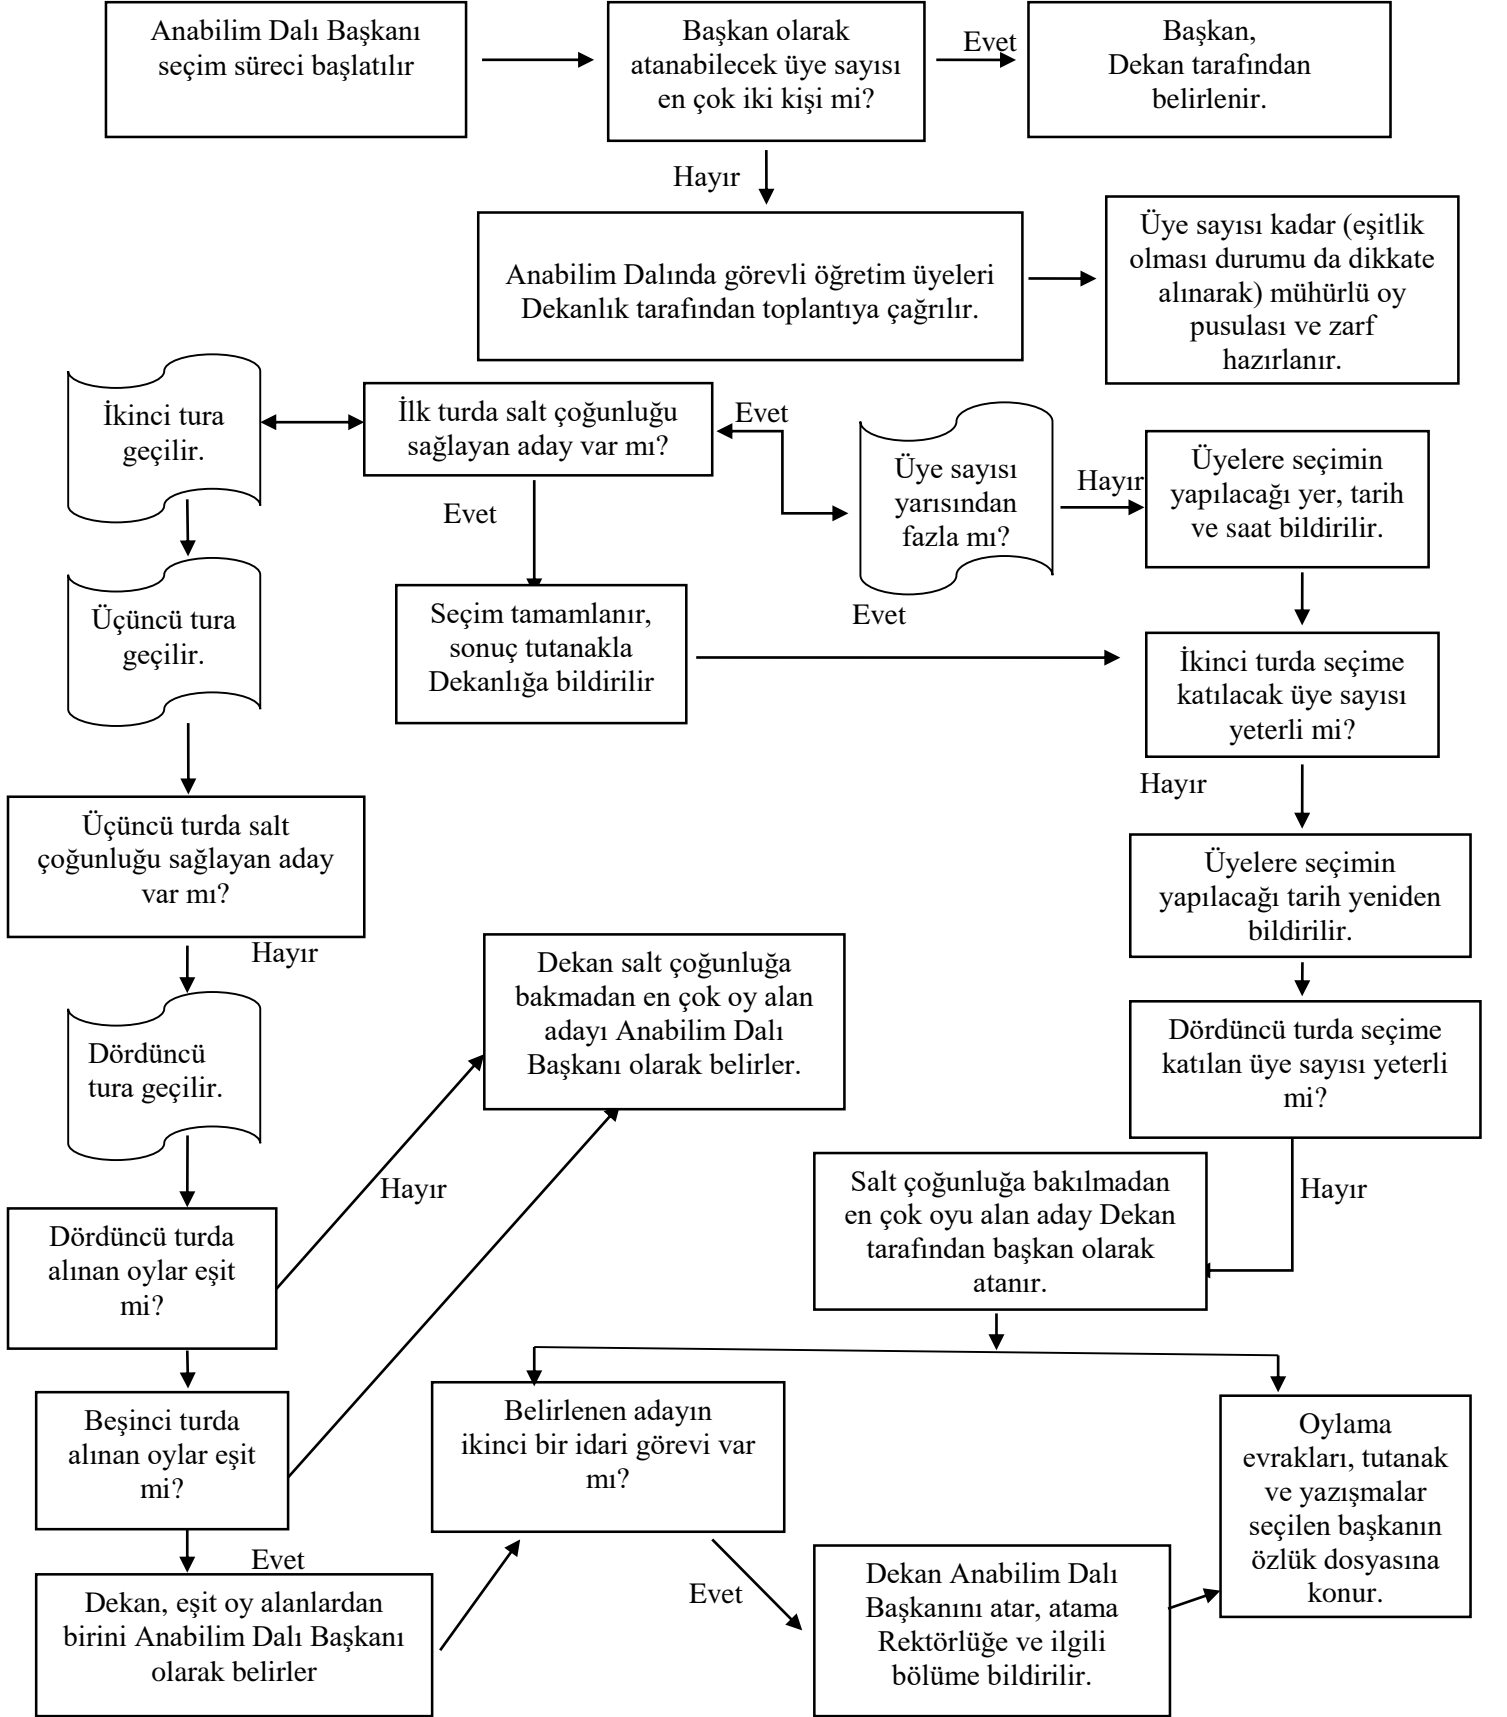 Anabilim Dalı Başkanı
seçim süreci başlatılır
Başkan olarak
atanabilecek üye sayısı
en çok iki kişi mi?
Evet
Başkan,
Dekan tarafından
belirlenir.
Hayır
Anabilim Dalında görevli öğretim üyeleri
Dekanlık tarafından toplantıya çağrılır.
Üye sayısı kadar (eşitlik
olması durumu da dikkate
alınarak) mühürlü oy
pusulası ve zarf
hazırlanır.
İkinci tura
geçilir.
İlk turda salt çoğunluğu
sağlayan aday var mı?
Evet
Üye sayısı
yarısından
fazla mı?
Hayır
Üyelere seçimin
yapılacağı yer, tarih
ve saat bildirilir.
Evet
Üçüncü tura
geçilir.
Seçim tamamlanır,
sonuç tutanakla
Dekanlığa bildirilir
Evet
İkinci turda seçime
katılacak üye sayısı
yeterli mi?
Hayır
Üçüncü turda salt
çoğunluğu sağlayan aday
var mı?
Üyelere seçimin
yapılacağı tarih yeniden
bildirilir.
Hayır
Dekan salt çoğunluğa
bakmadan en çok oy alan
adayı Anabilim Dalı
Başkanı olarak belirler.
Dördüncü
tura geçilir.
Dördüncü turda seçime
katılan üye sayısı yeterli
mi?
Hayır
Salt çoğunluğa bakılmadan
en çok oyu alan aday Dekan
tarafından başkan olarak
atanır.
Hayır
Dördüncü turda
alınan oylar eşit
mi?
Beşinci turda
alınan oylar eşit
mi?
Belirlenen adayın
ikinci bir idari görevi var
mı?
Oylama
evrakları, tutanak
ve yazışmalar
seçilen başkanın
özlük dosyasına
konur.
Evet
Dekan, eşit oy alanlardan
birini Anabilim Dalı Başkanı
olarak belirler
Evet
Dekan Anabilim Dalı
Başkanını atar, atama
Rektörlüğe ve ilgili
bölüme bildirilir.